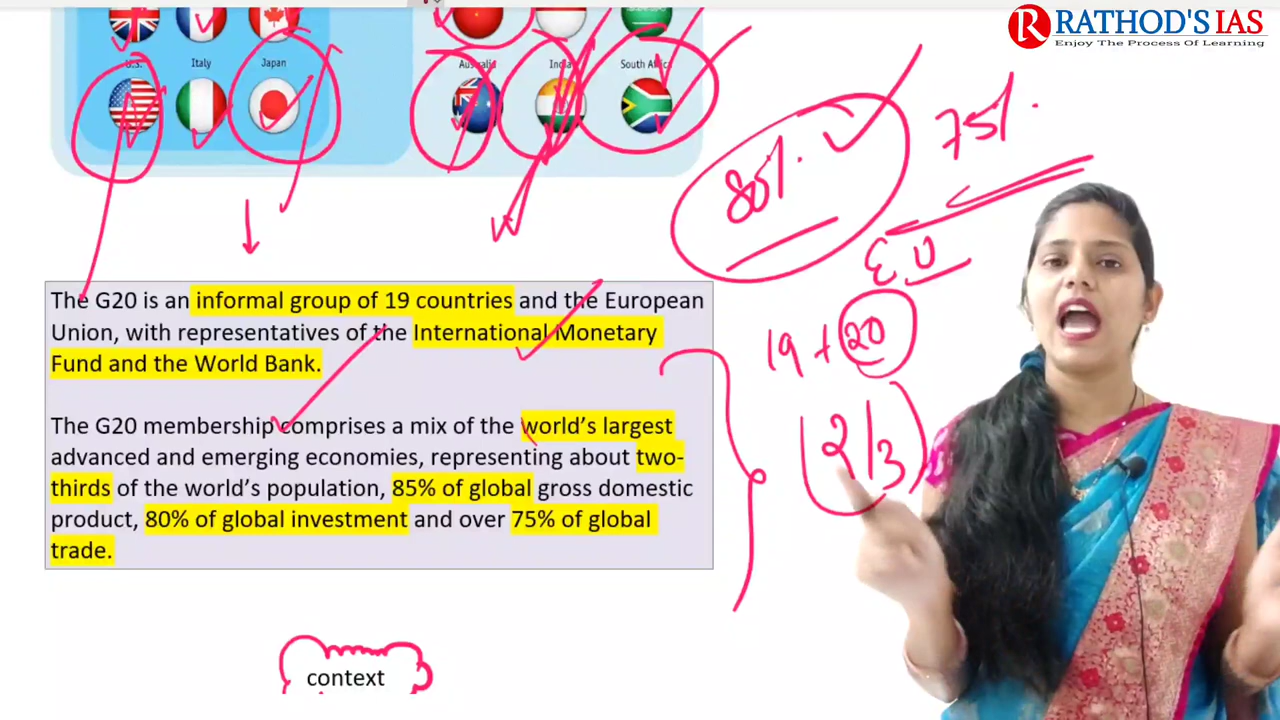 RATHOD'S IAS
Enjoy The Process Of Learning
U.S. Italy Japan Australia India South Africa
80%. 75%.
E.U
The G20 is an informal group of 19 countries and the European
Union, with representatives of the International Monetary
Fund and the World Bank.
19 + 20
The G20 membership comprises a mix of the world's largest
advanced and emerging economies, representing about two-
thirds of the world's population, 85% of global gross domestic
product, 80% of global investment and over 75% of global
trade.
2/3
context